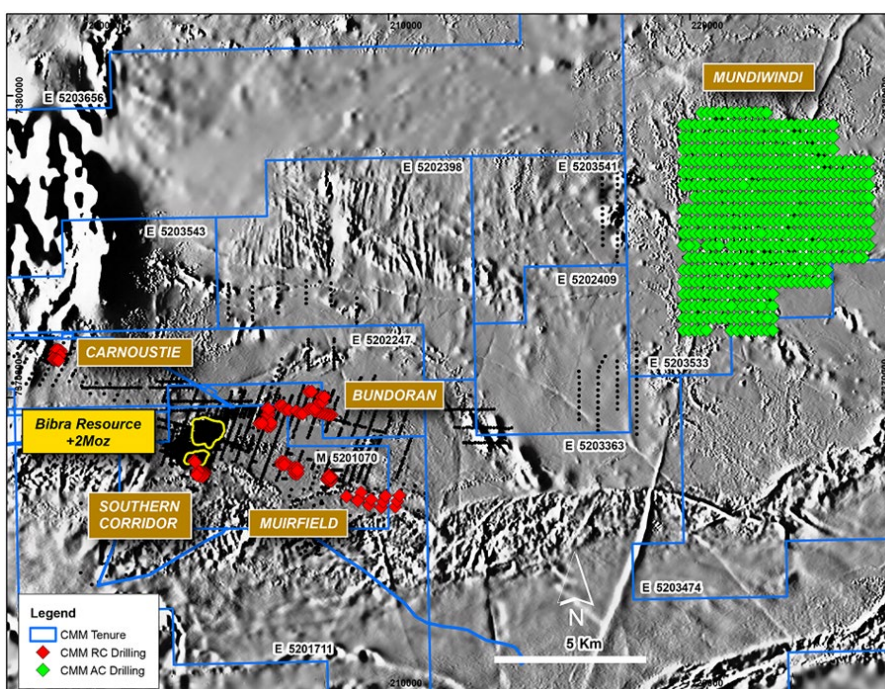 210000
7380000
MUNDIWINDI
E 5203656
E 5202398
E 5203541
E 5203543
E 5202409
E 5202247
E 5203533
CARNOUSTIE
BUNDORAN
Bibra Resource
+2Moz
E 5203363
M 5201070
SOUTHERN
CORRIDOR
MUIRFIELD
E 5203474
N
5 Km
Legend
CMM Tenure
CMM RC Drilling
CMM AC Drilling
E 5201711
210000